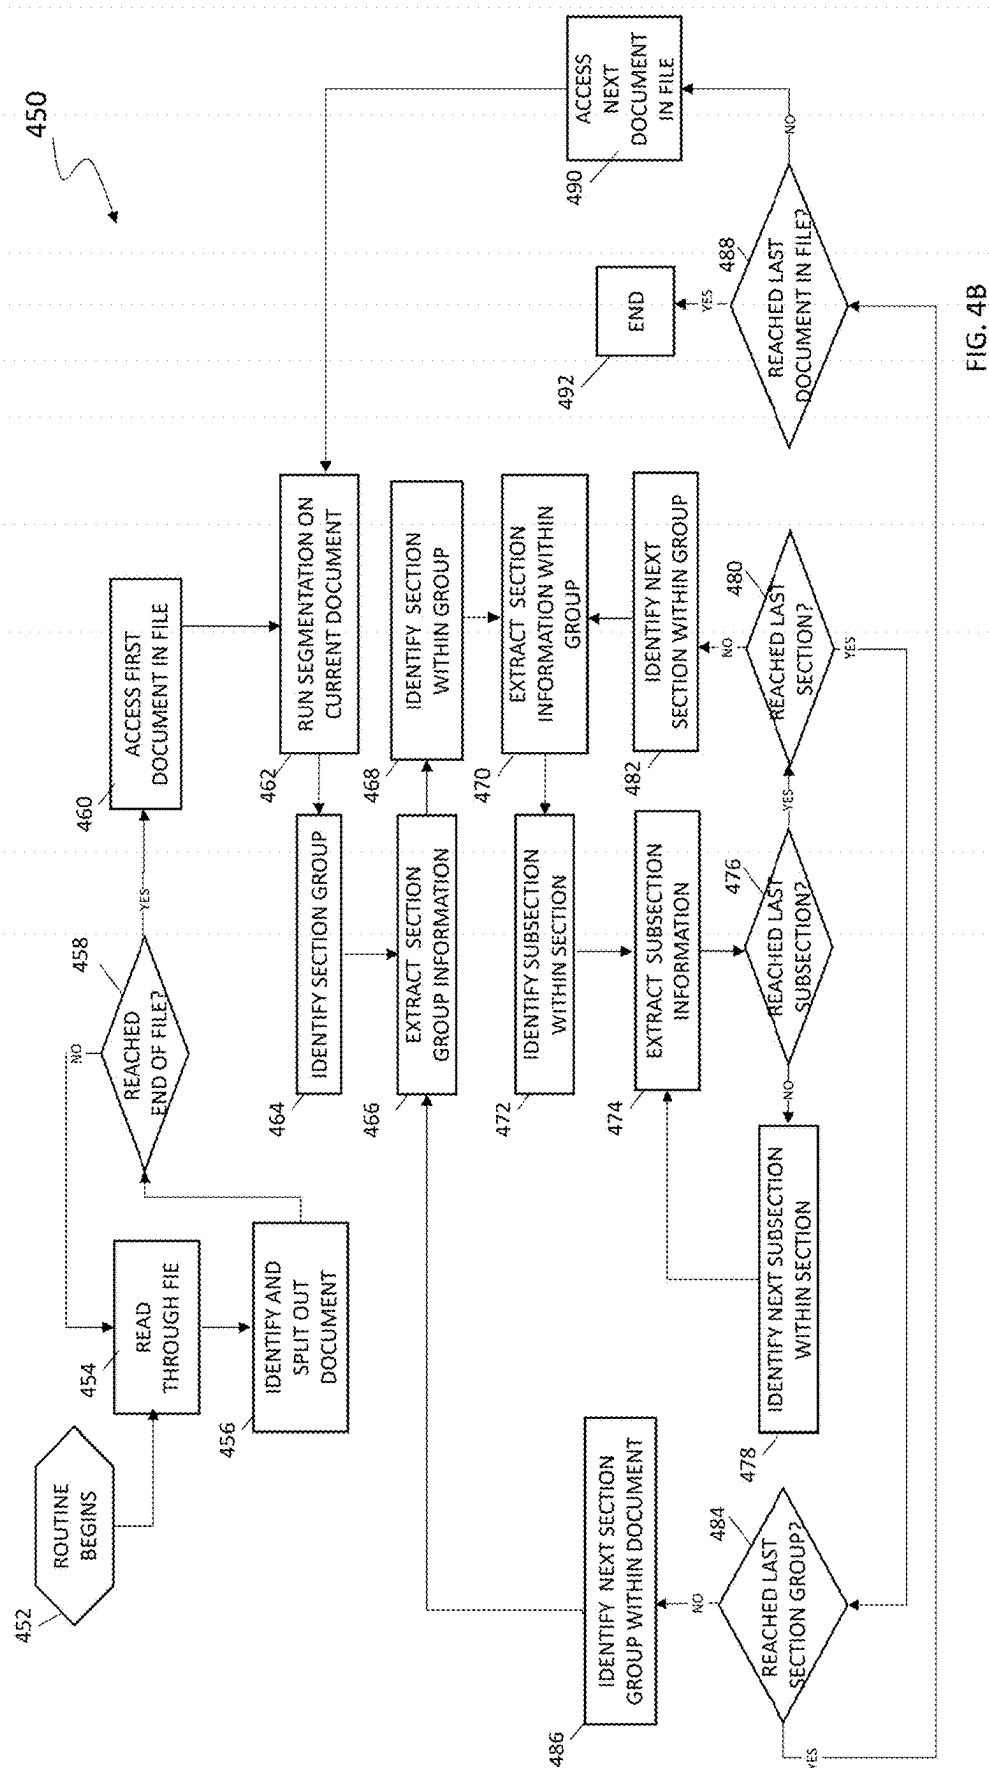 450
ROUTINE
BEGINS
452
READ
THROUGH FIE
454
IDENTIFY AND
SPLIT OUT
DOCUMENT
456
REACHED
END OF FILE?
458
NO
YES
ACCESS FIRST
DOCUMENT IN FILE
460
RUN SEGMENTATION ON
CURRENT DOCUMENT
462
IDENTIFY SECTION GROUP
464
EXTRACT SECTION
GROUP INFORMATION
466
IDENTIFY SECTION
WITHIN GROUP
468
EXTRACT SECTION
INFORMATION WITHIN
GROUP
470
IDENTIFY SUBSECTION
WITHIN SECTION
472
EXTRACT SUBSECTION
INFORMATION
474
REACHED LAST
SUBSECTION?
476
NO
YES
IDENTIFY NEXT SUBSECTION
WITHIN SECTION
478
REACHED LAST
SECTION?
480
NO
YES
IDENTIFY NEXT
SECTION WITHIN GROUP
482
REACHED LAST
SECTION GROUP?
484
NO
YES
IDENTIFY NEXT SECTION
GROUP WITHIN DOCUMENT
486
REACHED LAST
DOCUMENT IN FILE?
488
NO
YES
ACCESS
NEXT
DOCUMENT
IN FILE
490
END
492
FIG. 4B